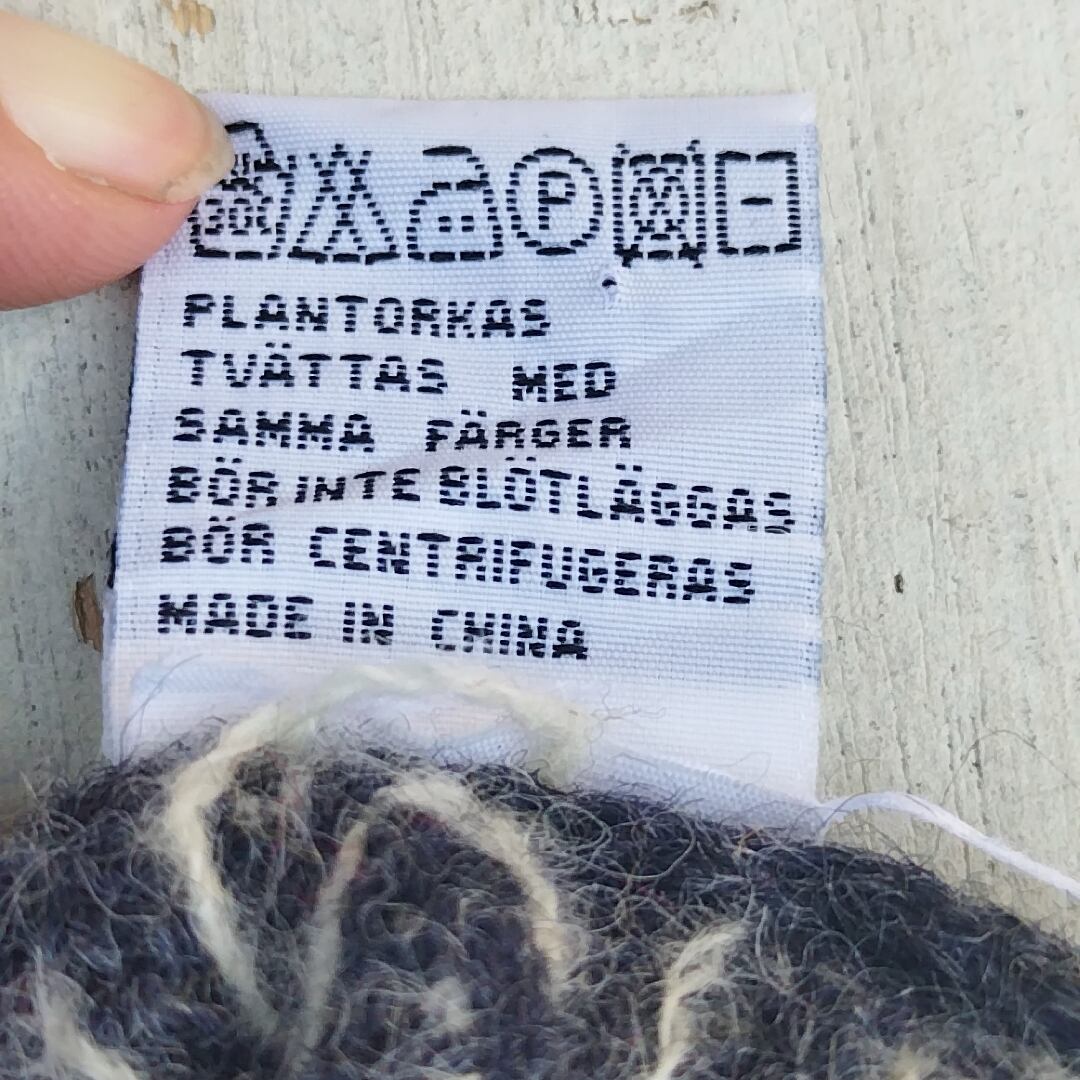 P
PLANTORKAS
TVÄTTAS MED
SAMMA FÄRGER
BÖR INTE BLÖTLÄGGAS
BÖR CENTRIFUGERAS
MADE IN CHINA